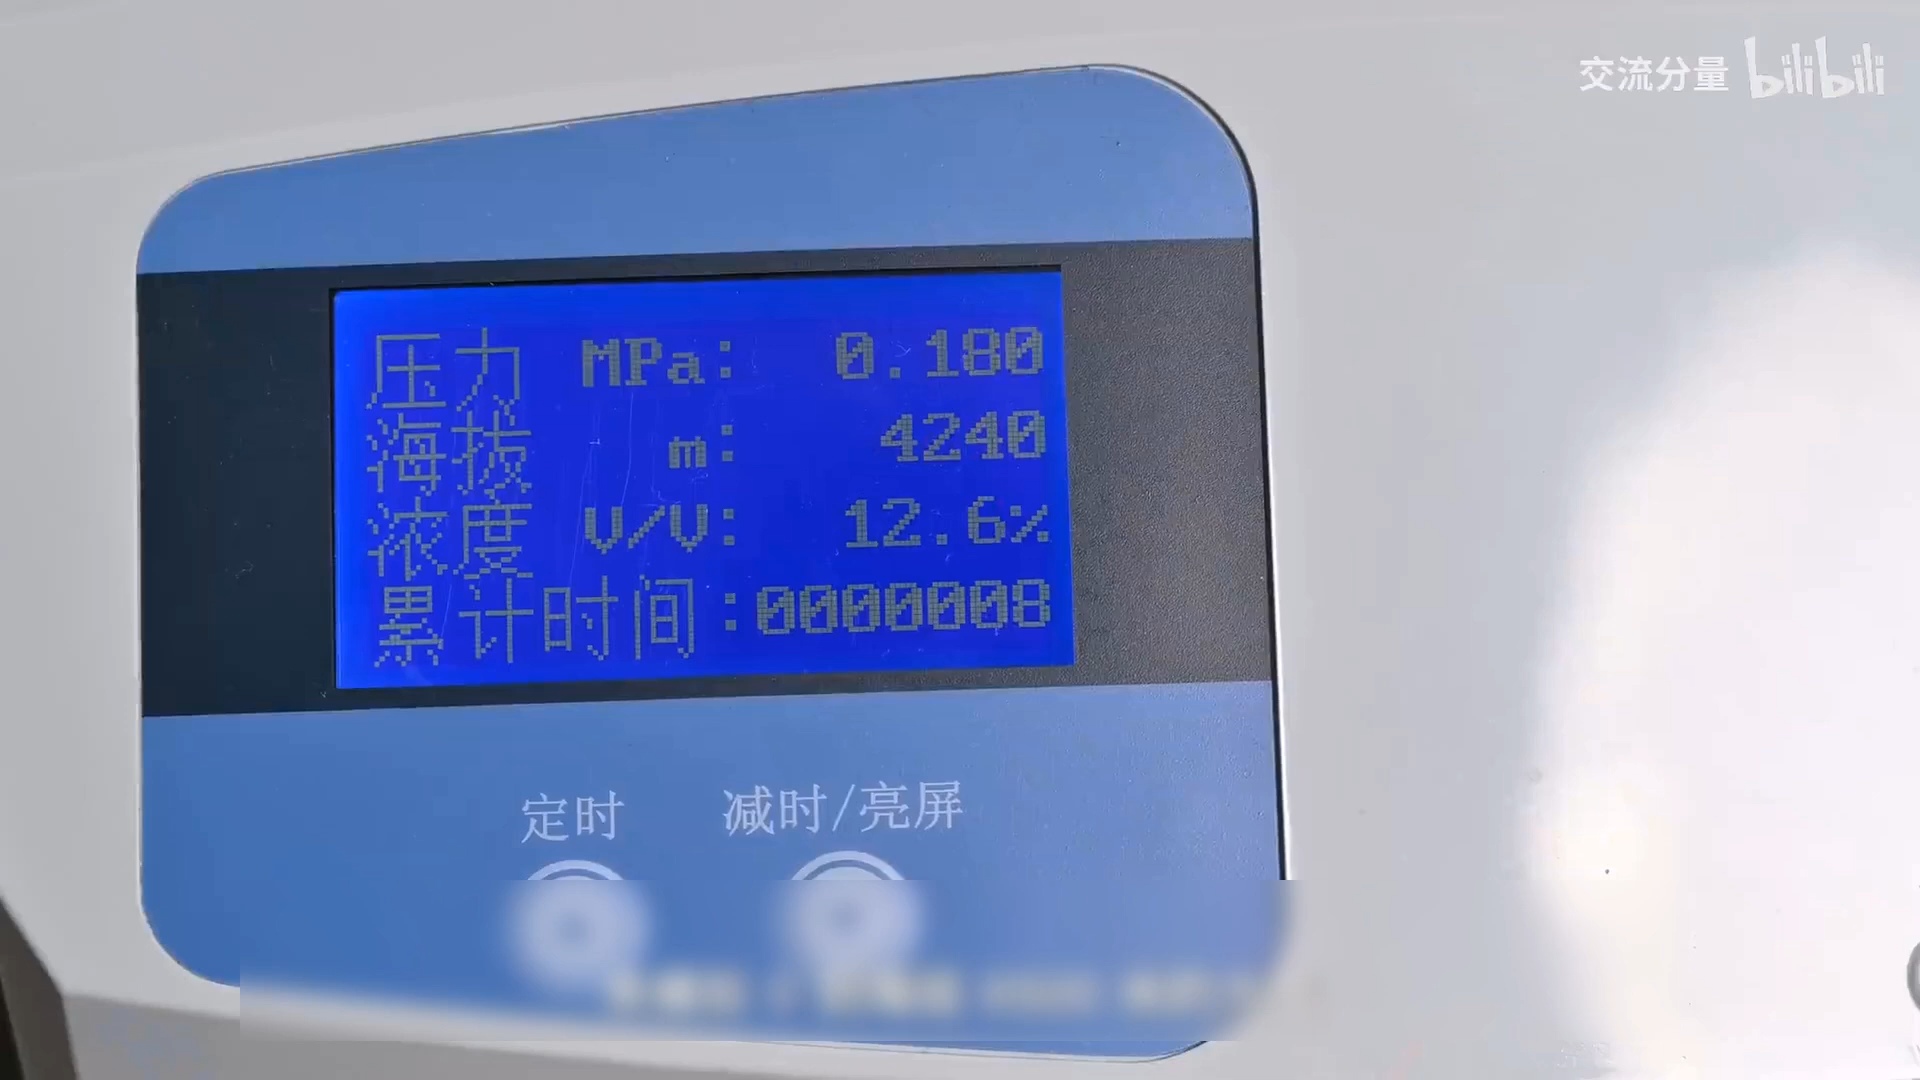 交流分量 bilibili
压力 MPa: 0.180
海拔 m: 4240
浓度 V/V: 12.6%
累计时间:0000008
定时 减时/亮屏